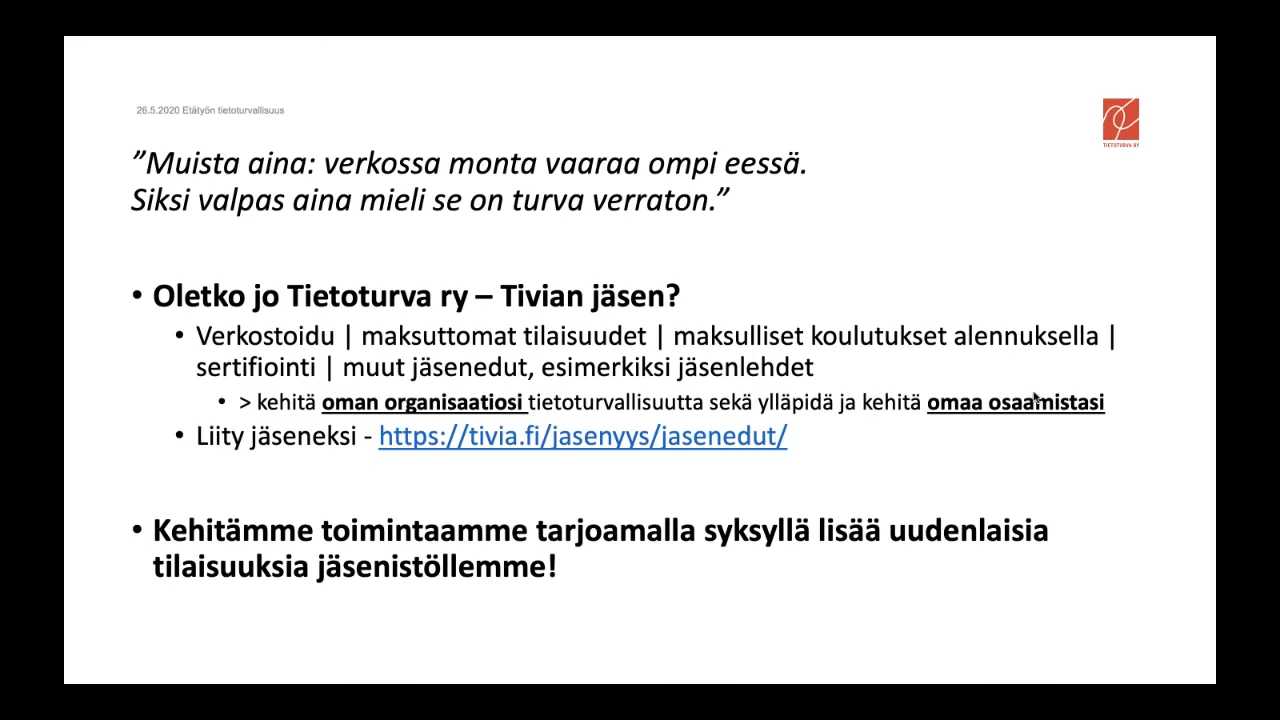 26.5.2020 Etätyön tietoturvallisuus
TIETOTURVA RY
”Muista aina: verkossa monta vaaraa ompi eessä.
Siksi valpas aina mieli se on turva verraton.”
• Oletko jo Tietoturva ry – Tivian jäsen?
• Verkostoidu | maksuttomat tilaisuudet | maksulliset koulutukset alennuksella |
sertifiointi | muut jäsenedut, esimerkiksi jäsenlehdet
• > kehitä oman organisaatiosi tietoturvallisuutta sekä ylläpidä ja kehitä omaa osaamistasi
• Liity jäseneksi - https://tivia.fi/jasenyys/jasenedut/
• Kehitämme toimintaamme tarjoamalla syksyllä lisää uudenlaisia
tilaisuuksia jäsenistöllemme!